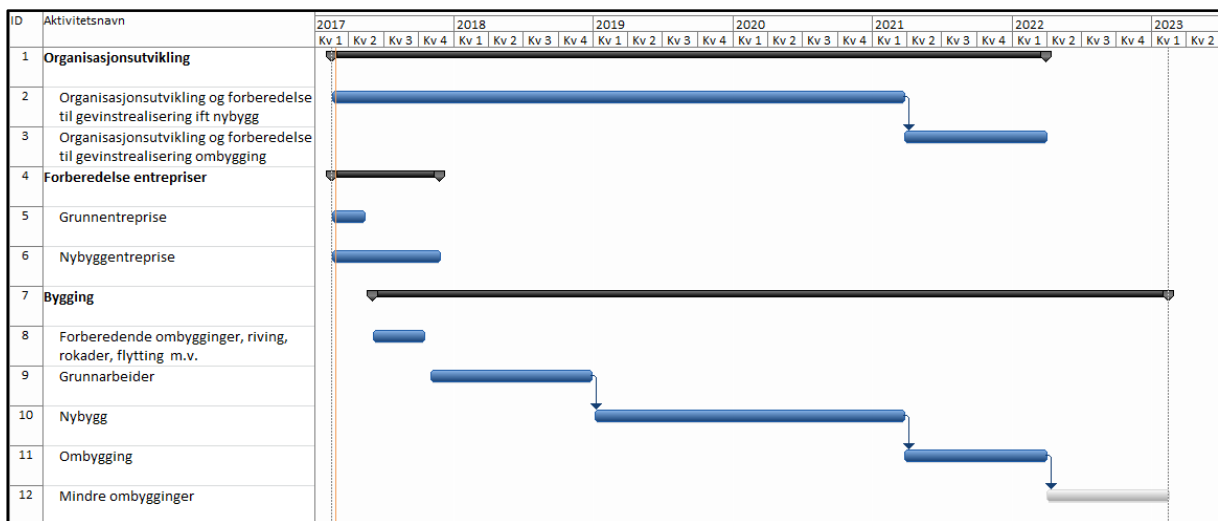 ID Aktivitetsnavn 2017 2018 2019 2020 2021 2022 2023
Kv 1 Kv 2 Kv 3 Kv 4 Kv 1 Kv 2 Kv 3 Kv 4 Kv 1 Kv 2 Kv 3 Kv 4 Kv 1 Kv 2 Kv 3 Kv 4 Kv 1 Kv 2 Kv 3 Kv 4 Kv 1 Kv 2 Kv 3 Kv 4 Kv 1 Kv 2
1 Organisasjonsutvikling
2 Organisasjonsutvikling og forberedelse
til gevinstrealisering ift nybygg
3 Organisasjonsutvikling og forberedelse
til gevinstrealisering ombygging
4 Forberedelse entrepriser
5 Grunnentreprise
6 Nybyggentreprise
7 Bygging
8 Forberedende ombygginger, riving,
rokader, flytting m.v.
9 Grunnarbeider
10 Nybygg
11 Ombygging
12 Mindre ombygginger